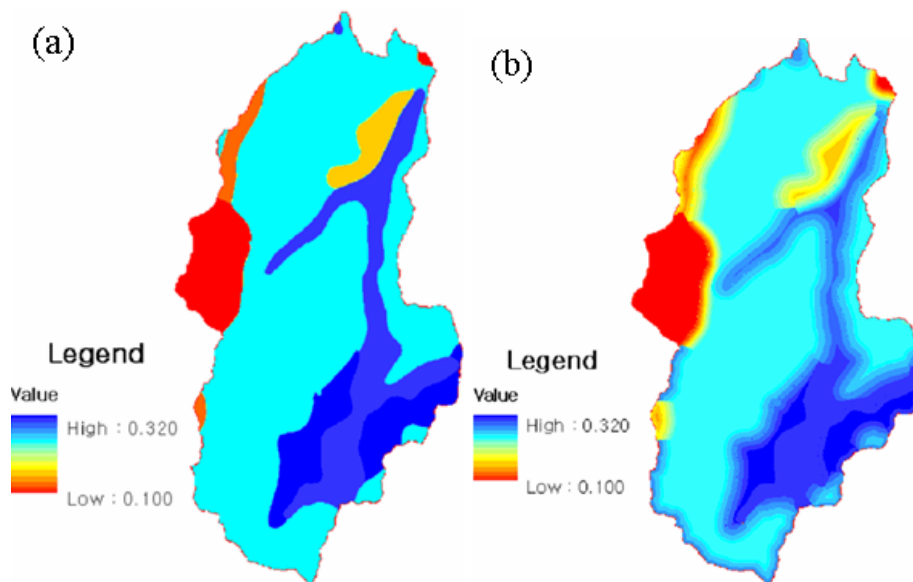 (a)
Legend
Value
High : 0.320
Low : 0.100
(b)
Legend
Value
High : 0.320
Low : 0.100